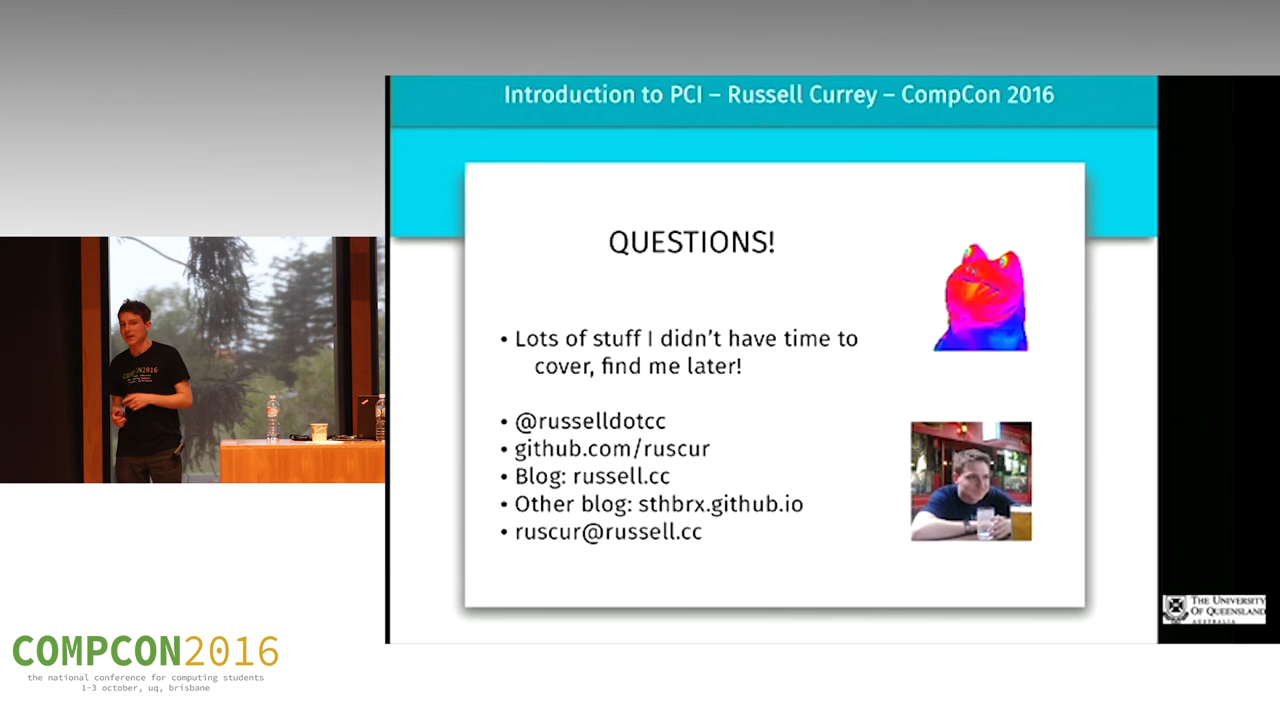 Introduction to PCI – Russell Currey – CompCon 2016
QUESTIONS!
• Lots of stuff I didn't have time to
cover, find me later!
• @russelldotcc
• github.com/ruscur
• Blog: russell.cc
• Other blog: sthbrx.github.io
• ruscur@russell.cc
COMPCON2016
THE UNIVERSITY
OF QUEENSLAND
AUSTRALIA
COMPCON2016
the national conference for computing students
1-3 october, uq, brisbane